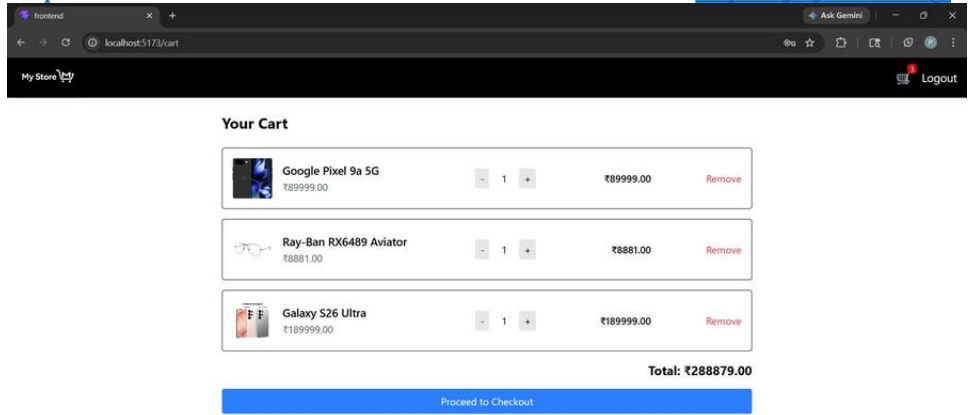 frontend
Ask Gemini
localhost:5173/cart
My Store
3
Logout
Your Cart
Google Pixel 9a 5G
₹89999.00
- 1 +
₹89999.00
Remove
Ray-Ban RX6489 Aviator
₹8881.00
- 1 +
₹8881.00
Remove
Galaxy S26 Ultra
₹189999.00
- 1 +
₹189999.00
Remove
Total: ₹288879.00
Proceed to Checkout